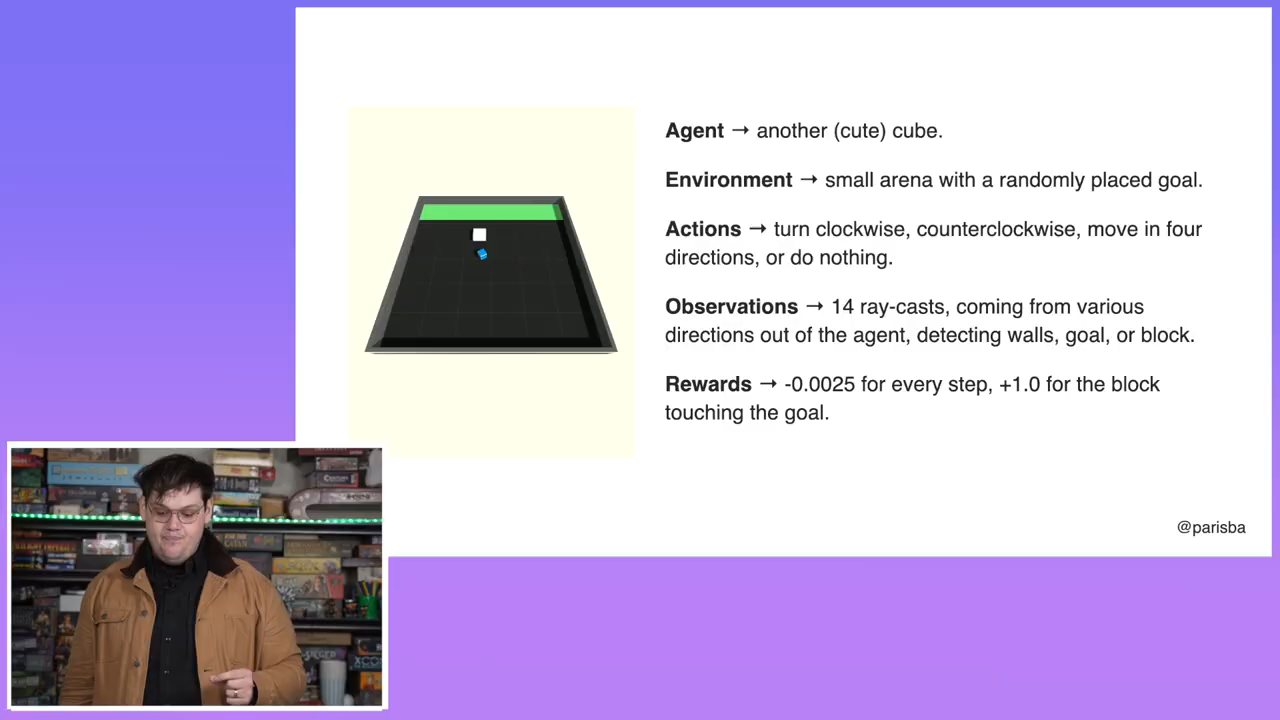 Agent → another (cute) cube.
Environment → small arena with a randomly placed goal.
Actions → turn clockwise, counterclockwise, move in four
directions, or do nothing.
Observations → 14 ray-casts, coming from various
directions out of the agent, detecting walls, goal, or block.
Rewards → -0.0025 for every step, +1.0 for the block
touching the goal.
@parisba
CATAN
XCOM